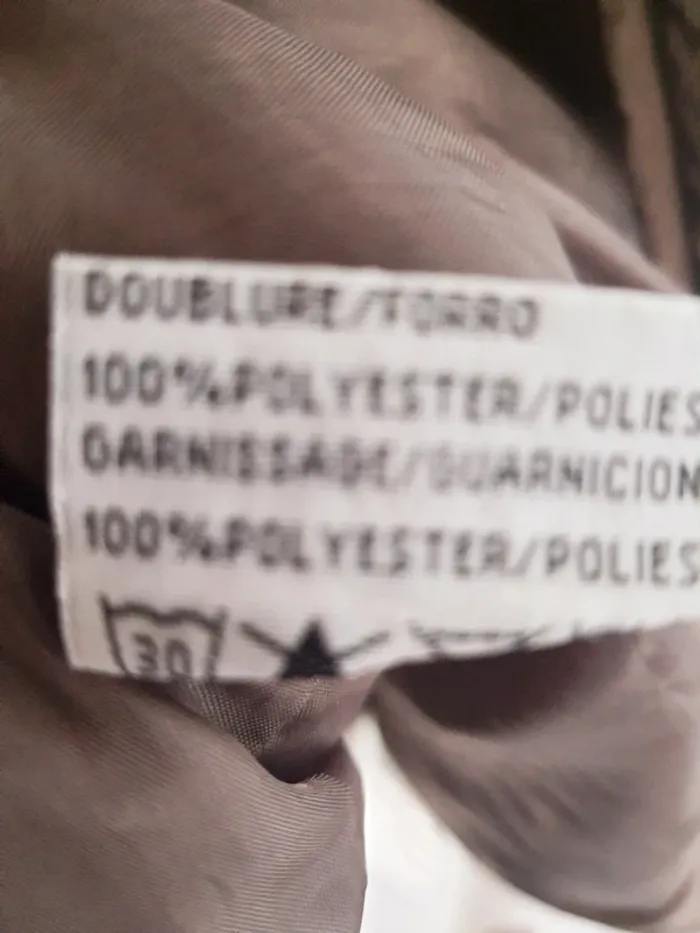 DOUBLURE/FORRO
100%POLYESTER/POLIES
GARNISSAGE/GUARNICION
100%POLYESTER/POLIES
30